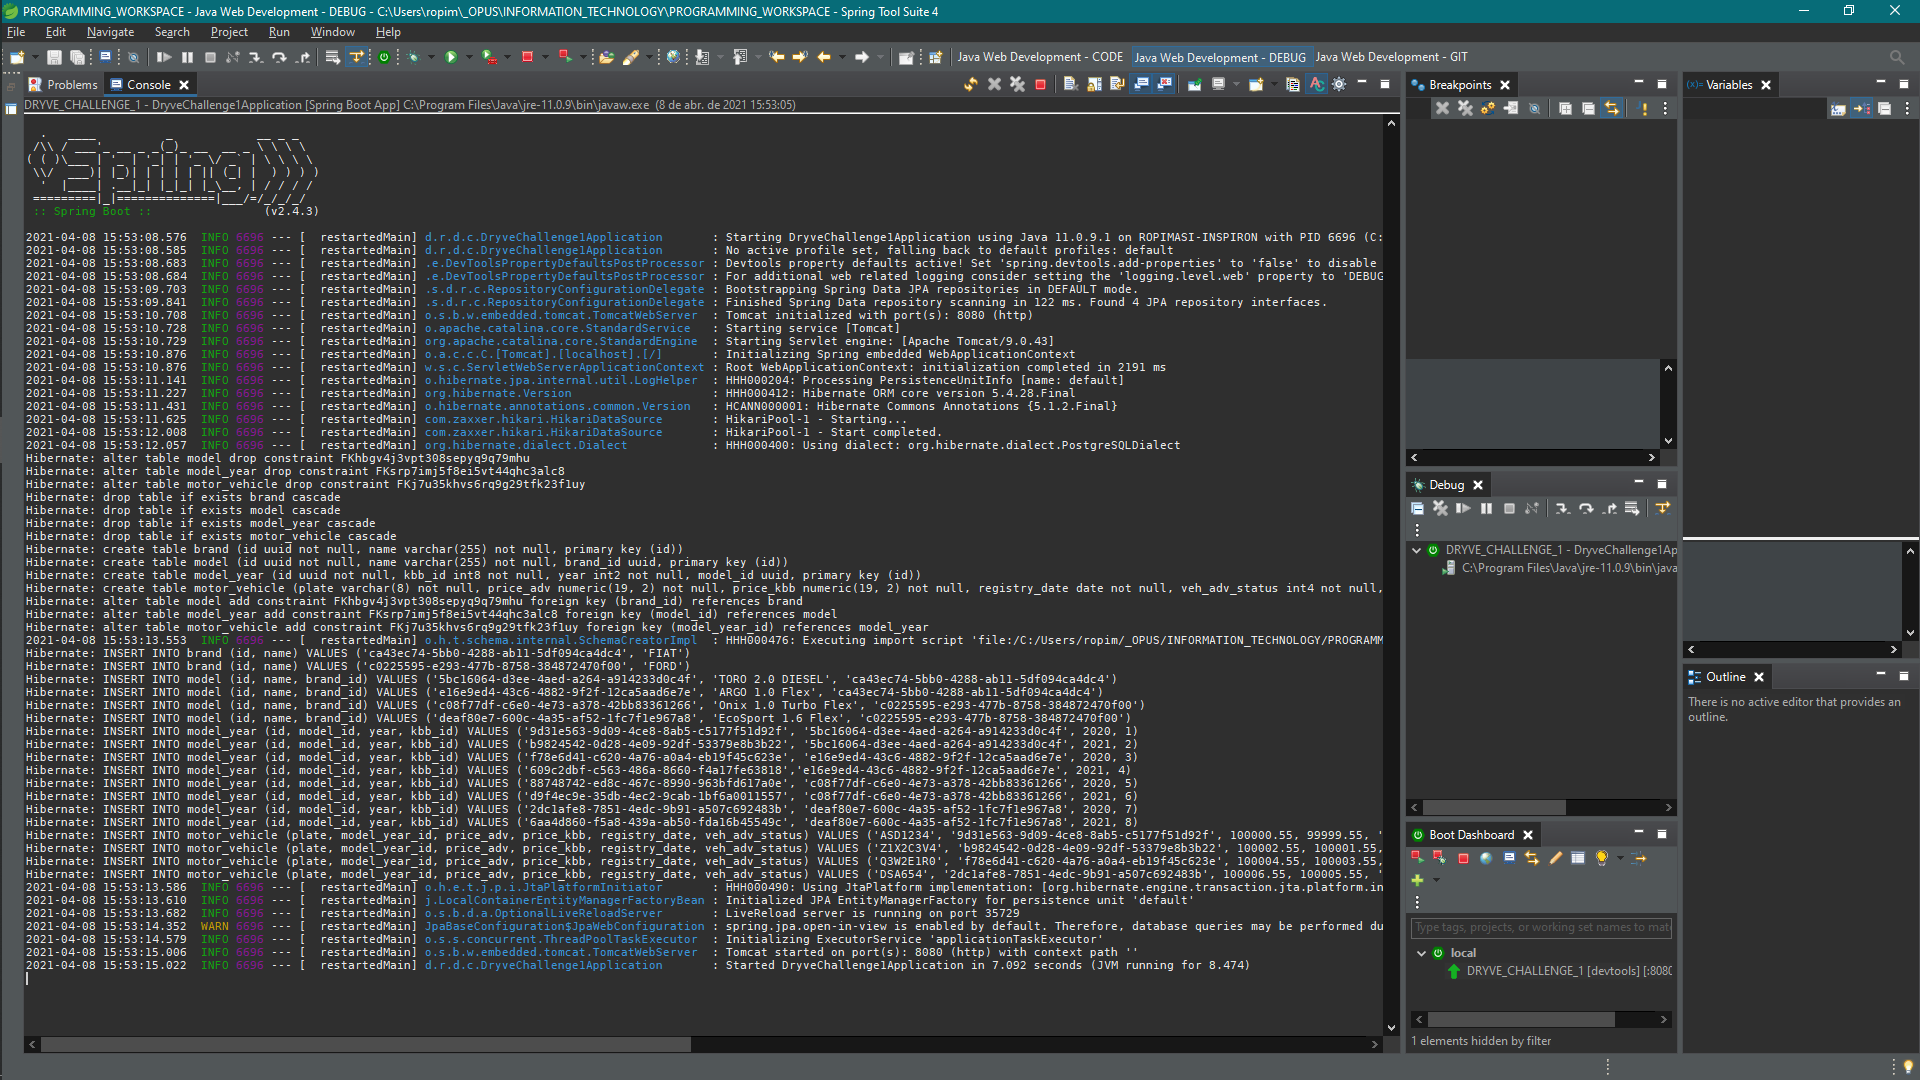 PROGRAMMING_WORKSPACE - Java Web Development - DEBUG - C:\Users\ropim\_OPUS\INFORMATION_TECHNOLOGY\PROGRAMMING_WORKSPACE - Spring Tool Suite 4
File Edit Navigate Search Project Run Window Help
Java Web Development - CODE Java Web Development - DEBUG Java Web Development - GIT
Problems Console
DRYVE_CHALLENGE_1 - DryveChallenge1Application [Spring Boot App] C:\Program Files\Java\jre-11.0.9\bin\javaw.exe (8 de abr. de 2021 15:53:05)
:: Spring Boot :: (v2.4.3)
2021-04-08 15:53:08.576 INFO 6696 --- [ restartedMain] d.r.d.c.DryveChallenge1Application : Starting DryveChallenge1Application using Java 11.0.9.1 on ROPIMASI-INSPIRON with PID 6696 (C:
2021-04-08 15:53:08.585 INFO 6696 --- [ restartedMain] d.r.d.c.DryveChallenge1Application : No active profile set, falling back to default profiles: default
2021-04-08 15:53:08.683 INFO 6696 --- [ restartedMain] .e.DevToolsPropertyDefaultsPostProcessor : Devtools property defaults active! Set 'spring.devtools.add-properties' to 'false' to disable
2021-04-08 15:53:08.684 INFO 6696 --- [ restartedMain] .e.DevToolsPropertyDefaultsPostProcessor : For additional web related logging consider setting the 'logging.level.web' property to 'DEBUG
2021-04-08 15:53:09.703 INFO 6696 --- [ restartedMain] .s.d.r.c.RepositoryConfigurationDelegate : Bootstrapping Spring Data JPA repositories in DEFAULT mode.
2021-04-08 15:53:09.841 INFO 6696 --- [ restartedMain] .s.d.r.c.RepositoryConfigurationDelegate : Finished Spring Data repository scanning in 122 ms. Found 4 JPA repository interfaces.
2021-04-08 15:53:10.708 INFO 6696 --- [ restartedMain] o.s.b.w.embedded.tomcat.TomcatWebServer : Tomcat initialized with port(s): 8080 (http)
2021-04-08 15:53:10.728 INFO 6696 --- [ restartedMain] o.apache.catalina.core.StandardService : Starting service [Tomcat]
2021-04-08 15:53:10.729 INFO 6696 --- [ restartedMain] org.apache.catalina.core.StandardEngine : Starting Servlet engine: [Apache Tomcat/9.0.43]
2021-04-08 15:53:10.876 INFO 6696 --- [ restartedMain] o.a.c.c.C.[Tomcat].[localhost].[/] : Initializing Spring embedded WebApplicationContext
2021-04-08 15:53:10.876 INFO 6696 --- [ restartedMain] w.s.c.ServletWebServerApplicationContext : Root WebApplicationContext: initialization completed in 2191 ms
2021-04-08 15:53:11.141 INFO 6696 --- [ restartedMain] o.hibernate.jpa.internal.util.LogHelper : HHH000204: Processing PersistenceUnitInfo [name: default]
2021-04-08 15:53:11.227 INFO 6696 --- [ restartedMain] org.hibernate.Version : HHH000412: Hibernate ORM core version 5.4.28.Final
2021-04-08 15:53:11.431 INFO 6696 --- [ restartedMain] o.hibernate.annotations.common.Version : HCANN000001: Hibernate Commons Annotations {5.1.2.Final}
2021-04-08 15:53:11.625 INFO 6696 --- [ restartedMain] com.zaxxer.hikari.HikariDataSource : HikariPool-1 - Starting...
2021-04-08 15:53:12.008 INFO 6696 --- [ restartedMain] com.zaxxer.hikari.HikariDataSource : HikariPool-1 - Start completed.
2021-04-08 15:53:12.057 INFO 6696 --- [ restartedMain] org.hibernate.dialect.Dialect : HHH000400: Using dialect: org.hibernate.dialect.PostgreSQLDialect
Hibernate: alter table model drop constraint FKhbgv4j3vpt308sepyq9q79mhu
Hibernate: alter table model_year drop constraint FKsrp7imj5f8ei5vt44qhc3alc8
Hibernate: alter table motor_vehicle drop constraint FKj7u35khvs6rq9g29tfk23f1uy
Hibernate: drop table if exists brand cascade
Hibernate: drop table if exists model cascade
Hibernate: drop table if exists model_year cascade
Hibernate: drop table if exists motor_vehicle cascade
Hibernate: create table brand (id uuid not null, name varchar(255) not null, primary key (id))
Hibernate: create table model (id uuid not null, name varchar(255) not null, brand_id uuid, primary key (id))
Hibernate: create table model_year (id uuid not null, kbb_id int8 not null, year int2 not null, model_id uuid, primary key (id))
Hibernate: create table motor_vehicle (plate varchar(8) not null, price_adv numeric(19, 2) not null, price_kbb numeric(19, 2) not null, registry_date date not null, veh_adv_status int4 not null,
Hibernate: alter table model add constraint FKhbgv4j3vpt308sepyq9q79mhu foreign key (brand_id) references brand
Hibernate: alter table model_year add constraint FKsrp7imj5f8ei5vt44qhc3alc8 foreign key (model_id) references model
Hibernate: alter table motor_vehicle add constraint FKj7u35khvs6rq9g29tfk23f1uy foreign key (model_year_id) references model_year
2021-04-08 15:53:13.553 INFO 6696 --- [ restartedMain] o.h.t.schema.internal.SchemaCreatorImpl : HHH000476: Executing import script 'file:/C:/Users/ropim/_OPUS/INFORMATION_TECHNOLOGY/PROGRAMM
Hibernate: INSERT INTO brand (id, name) VALUES ('ca43ec74-5bb0-4288-ab11-5df094ca4dc4', 'FIAT')
Hibernate: INSERT INTO brand (id, name) VALUES ('c0225595-e293-477b-8758-384872470f00', 'FORD')
Hibernate: INSERT INTO model (id, name, brand_id) VALUES ('5bc16064-d3ee-4aed-a264-a914233d0c4f', 'TORO 2.0 DIESEL', 'ca43ec74-5bb0-4288-ab11-5df094ca4dc4')
Hibernate: INSERT INTO model (id, name, brand_id) VALUES ('e16e9ed4-43c6-4882-9f2f-12ca5aad6e7e', 'ARGO 1.0 Flex', 'ca43ec74-5bb0-4288-ab11-5df094ca4dc4')
Hibernate: INSERT INTO model (id, name, brand_id) VALUES ('c08f77df-c6e0-4e73-a378-42bb83361266', 'Onix 1.0 Turbo Flex', 'c0225595-e293-477b-8758-384872470f00')
Hibernate: INSERT INTO model (id, name, brand_id) VALUES ('deaf80e7-600c-4a35-af52-1fc7f1e967a8', 'EcoSport 1.6 Flex', 'c0225595-e293-477b-8758-384872470f00')
Hibernate: INSERT INTO model_year (id, model_id, year, kbb_id) VALUES ('9d31e563-9d09-4ce8-8ab5-c5177f51d92f', '5bc16064-d3ee-4aed-a264-a914233d0c4f', 2020, 1)
Hibernate: INSERT INTO model_year (id, model_id, year, kbb_id) VALUES ('b9824542-0d28-4e09-92df-53379e8b3b22', '5bc16064-d3ee-4aed-a264-a914233d0c4f', 2021, 2)
Hibernate: INSERT INTO model_year (id, model_id, year, kbb_id) VALUES ('f78e6d41-c620-4a76-a0a4-eb19f45c623e', 'e16e9ed4-43c6-4882-9f2f-12ca5aad6e7e', 2020, 3)
Hibernate: INSERT INTO model_year (id, model_id, year, kbb_id) VALUES ('609c2dbf-c563-486a-8660-f4a17fe63818','e16e9ed4-43c6-4882-9f2f-12ca5aad6e7e', 2021, 4)
Hibernate: INSERT INTO model_year (id, model_id, year, kbb_id) VALUES ('88748742-ed8c-467c-8990-963bfd617a0e', 'c08f77df-c6e0-4e73-a378-42bb83361266', 2020, 5)
Hibernate: INSERT INTO model_year (id, model_id, year, kbb_id) VALUES ('d9f4ec9e-35db-4ec2-9cab-1bf6a0011557', 'c08f77df-c6e0-4e73-a378-42bb83361266', 2021, 6)
Hibernate: INSERT INTO model_year (id, model_id, year, kbb_id) VALUES ('2dc1afe8-7851-4edc-9b91-a507c692483b', 'deaf80e7-600c-4a35-af52-1fc7f1e967a8', 2020, 7)
Hibernate: INSERT INTO model_year (id, model_id, year, kbb_id) VALUES ('6aa4d860-f5a8-439a-ab50-fda16b45549c', 'deaf80e7-600c-4a35-af52-1fc7f1e967a8', 2021, 8)
Hibernate: INSERT INTO motor_vehicle (plate, model_year_id, price_adv, price_kbb, registry_date, veh_adv_status) VALUES ('ASD1234', '9d31e563-9d09-4ce8-8ab5-c5177f51d92f', 100000.55, 99999.55, '
Hibernate: INSERT INTO motor_vehicle (plate, model_year_id, price_adv, price_kbb, registry_date, veh_adv_status) VALUES ('Z1X2C3V4', 'b9824542-0d28-4e09-92df-53379e8b3b22', 100002.55, 100001.55,
Hibernate: INSERT INTO motor_vehicle (plate, model_year_id, price_adv, price_kbb, registry_date, veh_adv_status) VALUES ('Q3W2E1R0', 'f78e6d41-c620-4a76-a0a4-eb19f45c623e', 100004.55, 100003.55,
Hibernate: INSERT INTO motor_vehicle (plate, model_year_id, price_adv, price_kbb, registry_date, veh_adv_status) VALUES ('DSA654', '2dc1afe8-7851-4edc-9b91-a507c692483b', 100006.55, 100005.55, '
2021-04-08 15:53:13.586 INFO 6696 --- [ restartedMain] o.h.e.t.j.p.i.JtaPlatformInitiator : HHH000490: Using JtaPlatform implementation: [org.hibernate.engine.transaction.jta.platform.in
2021-04-08 15:53:13.610 INFO 6696 --- [ restartedMain] j.LocalContainerEntityManagerFactoryBean : Initialized JPA EntityManagerFactory for persistence unit 'default'
2021-04-08 15:53:13.682 INFO 6696 --- [ restartedMain] o.s.b.d.a.OptionalLiveReloadServer : LiveReload server is running on port 35729
2021-04-08 15:53:14.352 WARN 6696 --- [ restartedMain] JpaBaseConfiguration$JpaWebConfiguration : spring.jpa.open-in-view is enabled by default. Therefore, database queries may be performed du
2021-04-08 15:53:14.579 INFO 6696 --- [ restartedMain] o.s.s.concurrent.ThreadPoolTaskExecutor : Initializing ExecutorService 'applicationTaskExecutor'
2021-04-08 15:53:15.006 INFO 6696 --- [ restartedMain] o.s.b.w.embedded.tomcat.TomcatWebServer : Tomcat started on port(s): 8080 (http) with context path ''
2021-04-08 15:53:15.022 INFO 6696 --- [ restartedMain] d.r.d.c.DryveChallenge1Application : Started DryveChallenge1Application in 7.092 seconds (JVM running for 8.474)
Breakpoints
Variables
Debug
DRYVE_CHALLENGE_1 - DryveChallenge1Ap
C:\Program Files\Java\jre-11.0.9\bin\java
Outline
There is no active editor that provides an
outline.
Boot Dashboard
Type tags, projects, or working set names to mat
local
DRYVE_CHALLENGE_1 [devtools] [:8080
1 elements hidden by filter